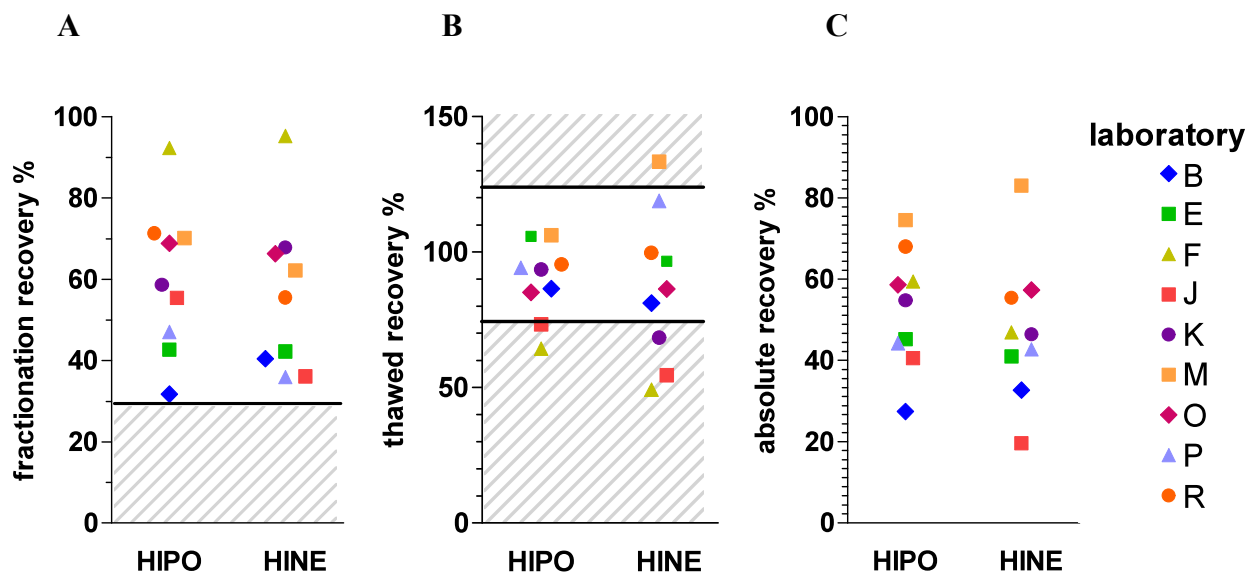 A
B
C
fractionation recovery %
100
80
60
40
20
0
HIPO
HINE
thawed recovery %
150
100
50
0
HIPO
HINE
absolute recovery %
100
80
60
40
20
0
HIPO
HINE
laboratory
B
E
F
J
K
M
O
P
R